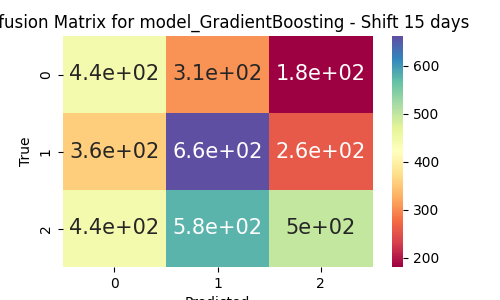 fusion Matrix for model_GradientBoosting - Shift 15 days
True
0 4.4e+02 3.1e+02 1.8e+02
1 3.6e+02 6.6e+02 2.6e+02
2 4.4e+02 5.8e+02 5e+02
0 1 2
Predicted
600
500
400
300
200